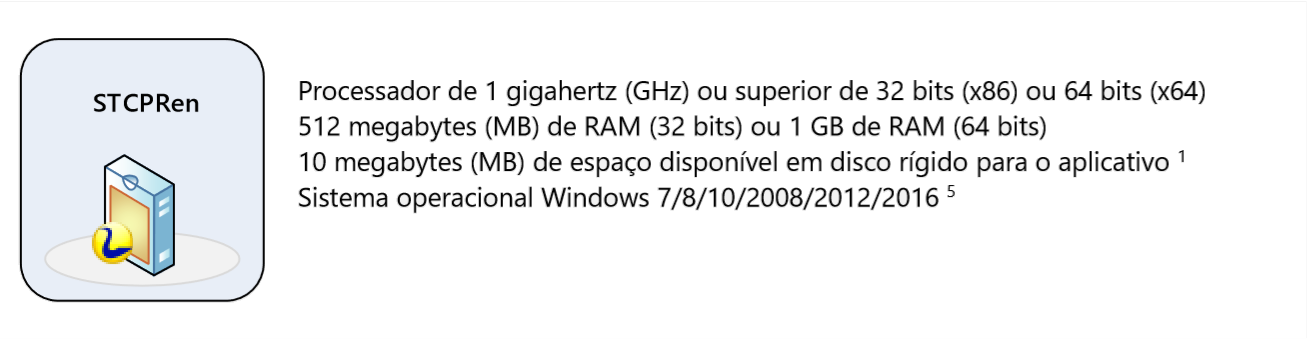 STCPRen
Processador de 1 gigahertz (GHz) ou superior de 32 bits (x86) ou 64 bits (x64)
512 megabytes (MB) de RAM (32 bits) ou 1 GB de RAM (64 bits)
10 megabytes (MB) de espaço disponível em disco rígido para o aplicativo ¹
Sistema operacional Windows 7/8/10/2008/2012/2016 ⁵